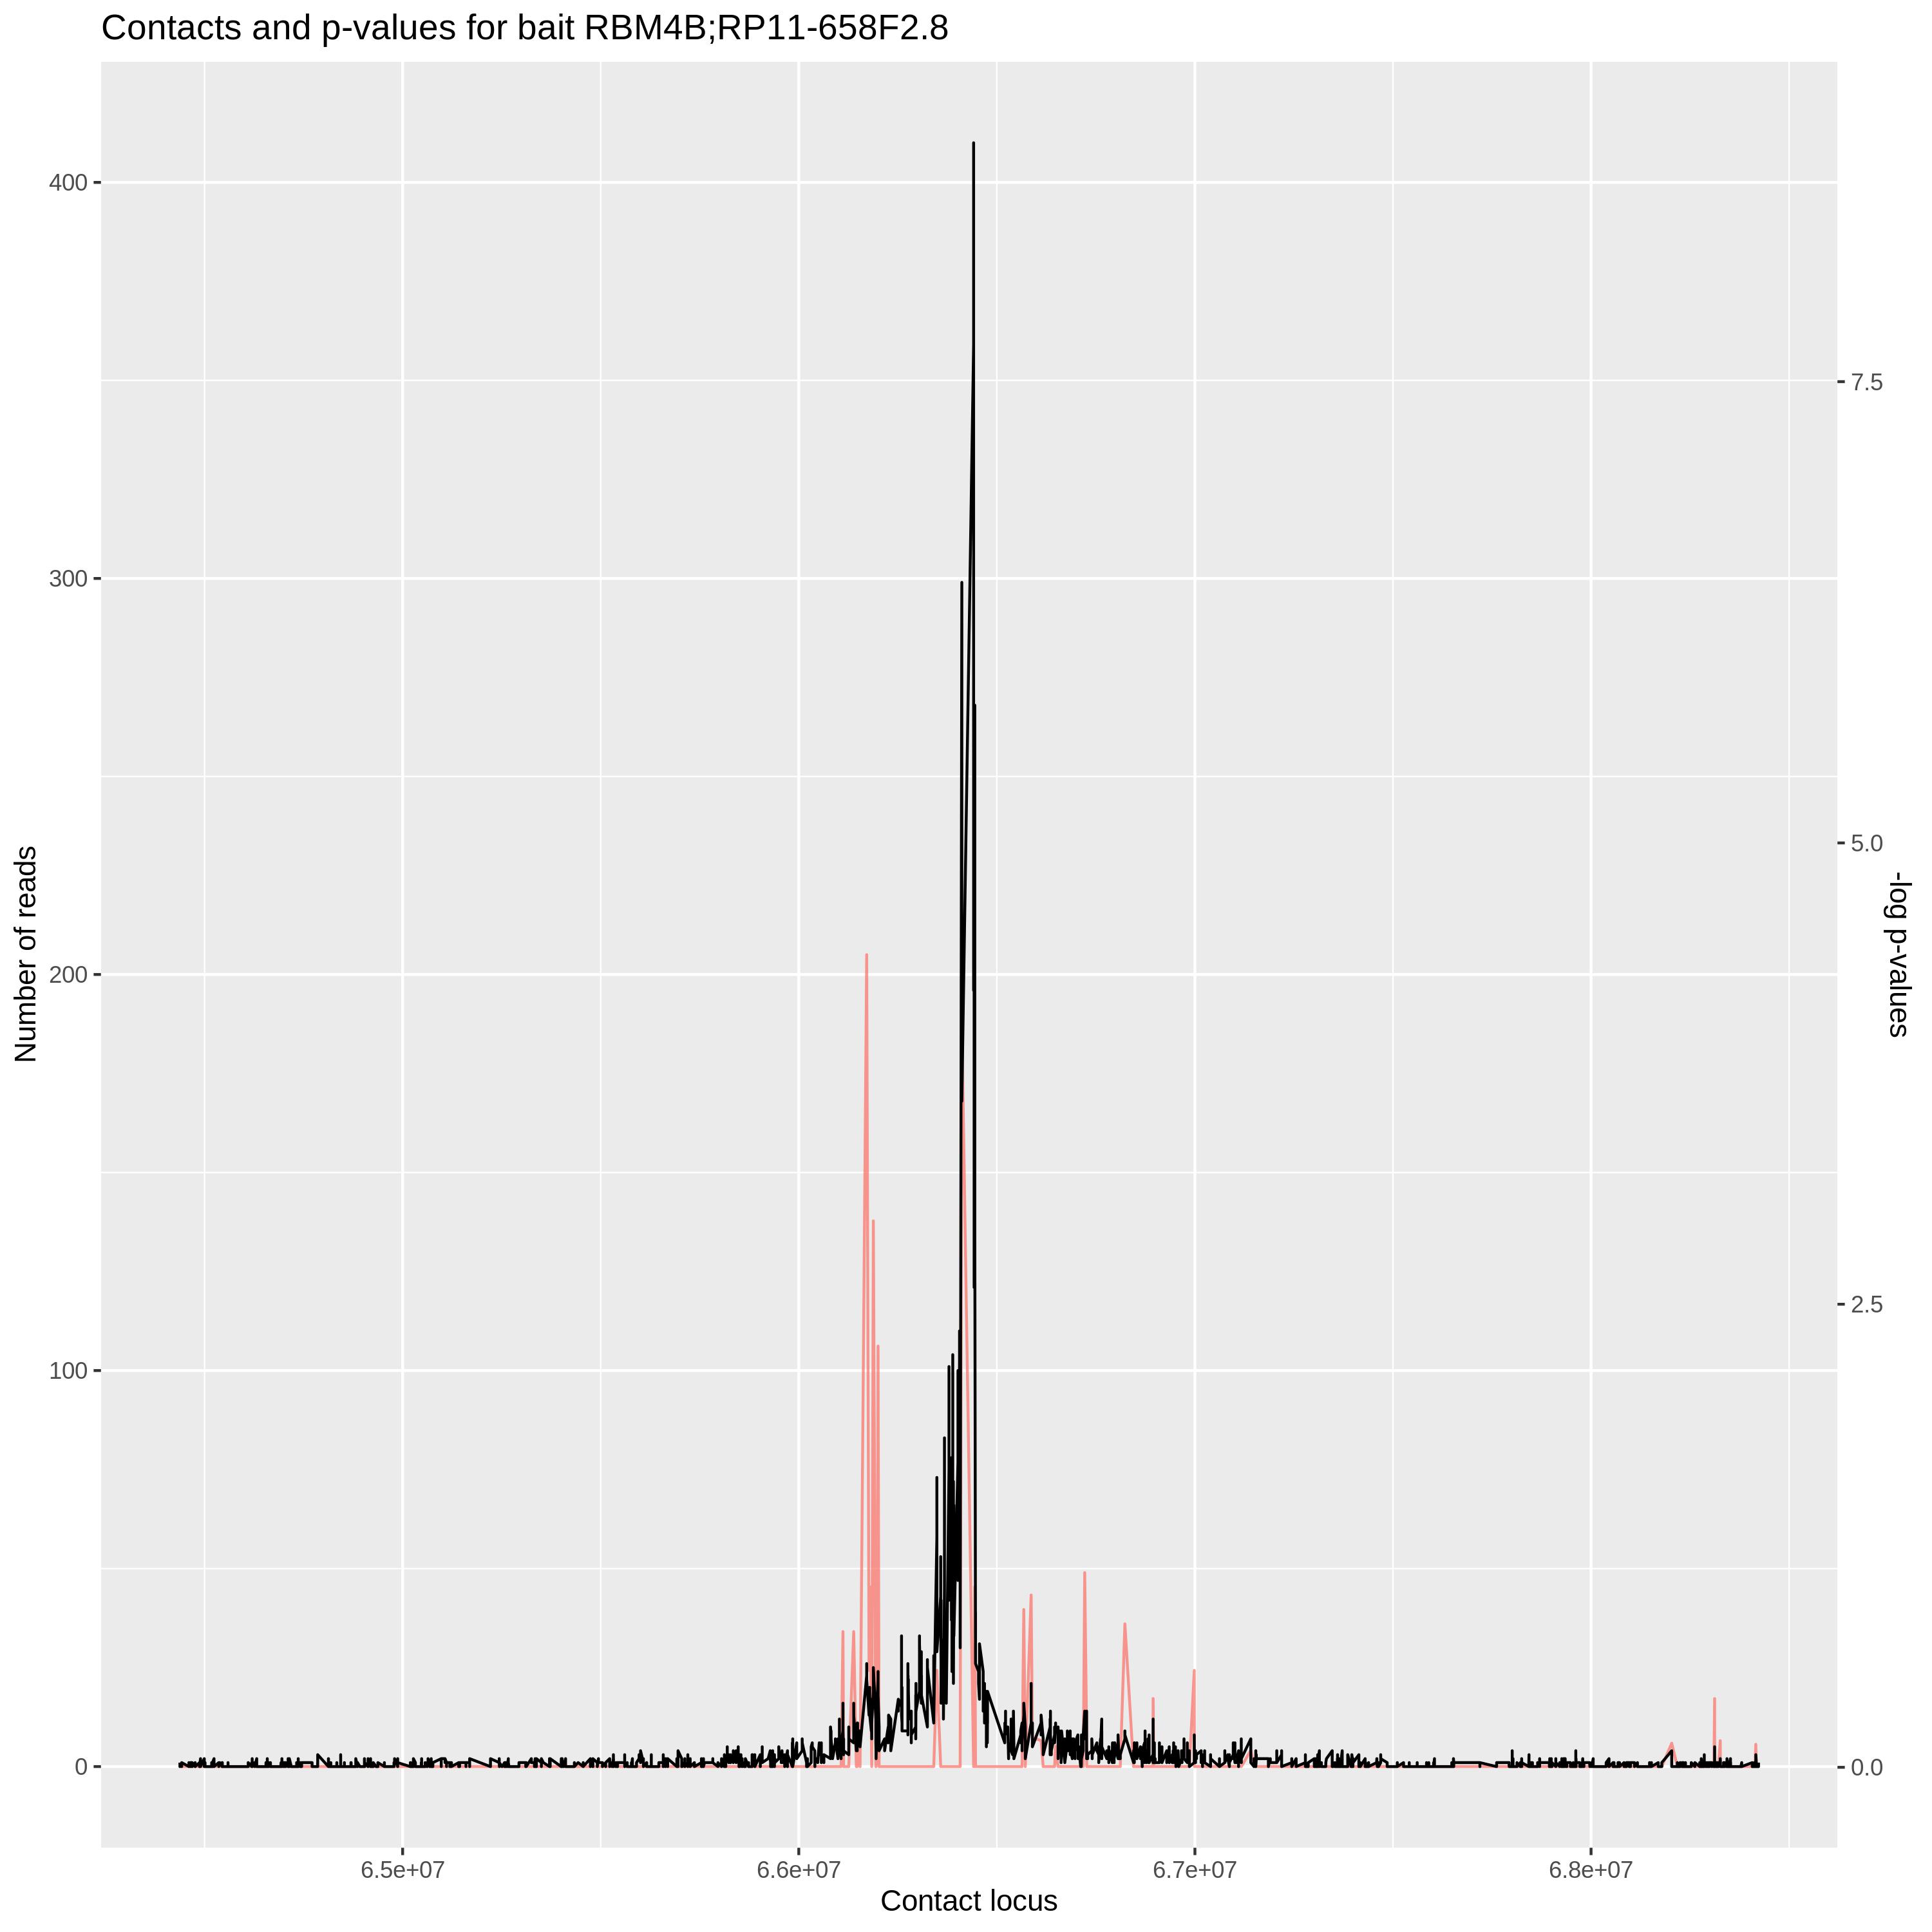 Contacts and p-values for bait RBM4B;RP11-658F2.8
Number of reads
400
300
200
100
0
7.5
5.0
2.5
0.0
-log p-values
6.5e+07
6.6e+07
6.7e+07
6.8e+07
Contact locus